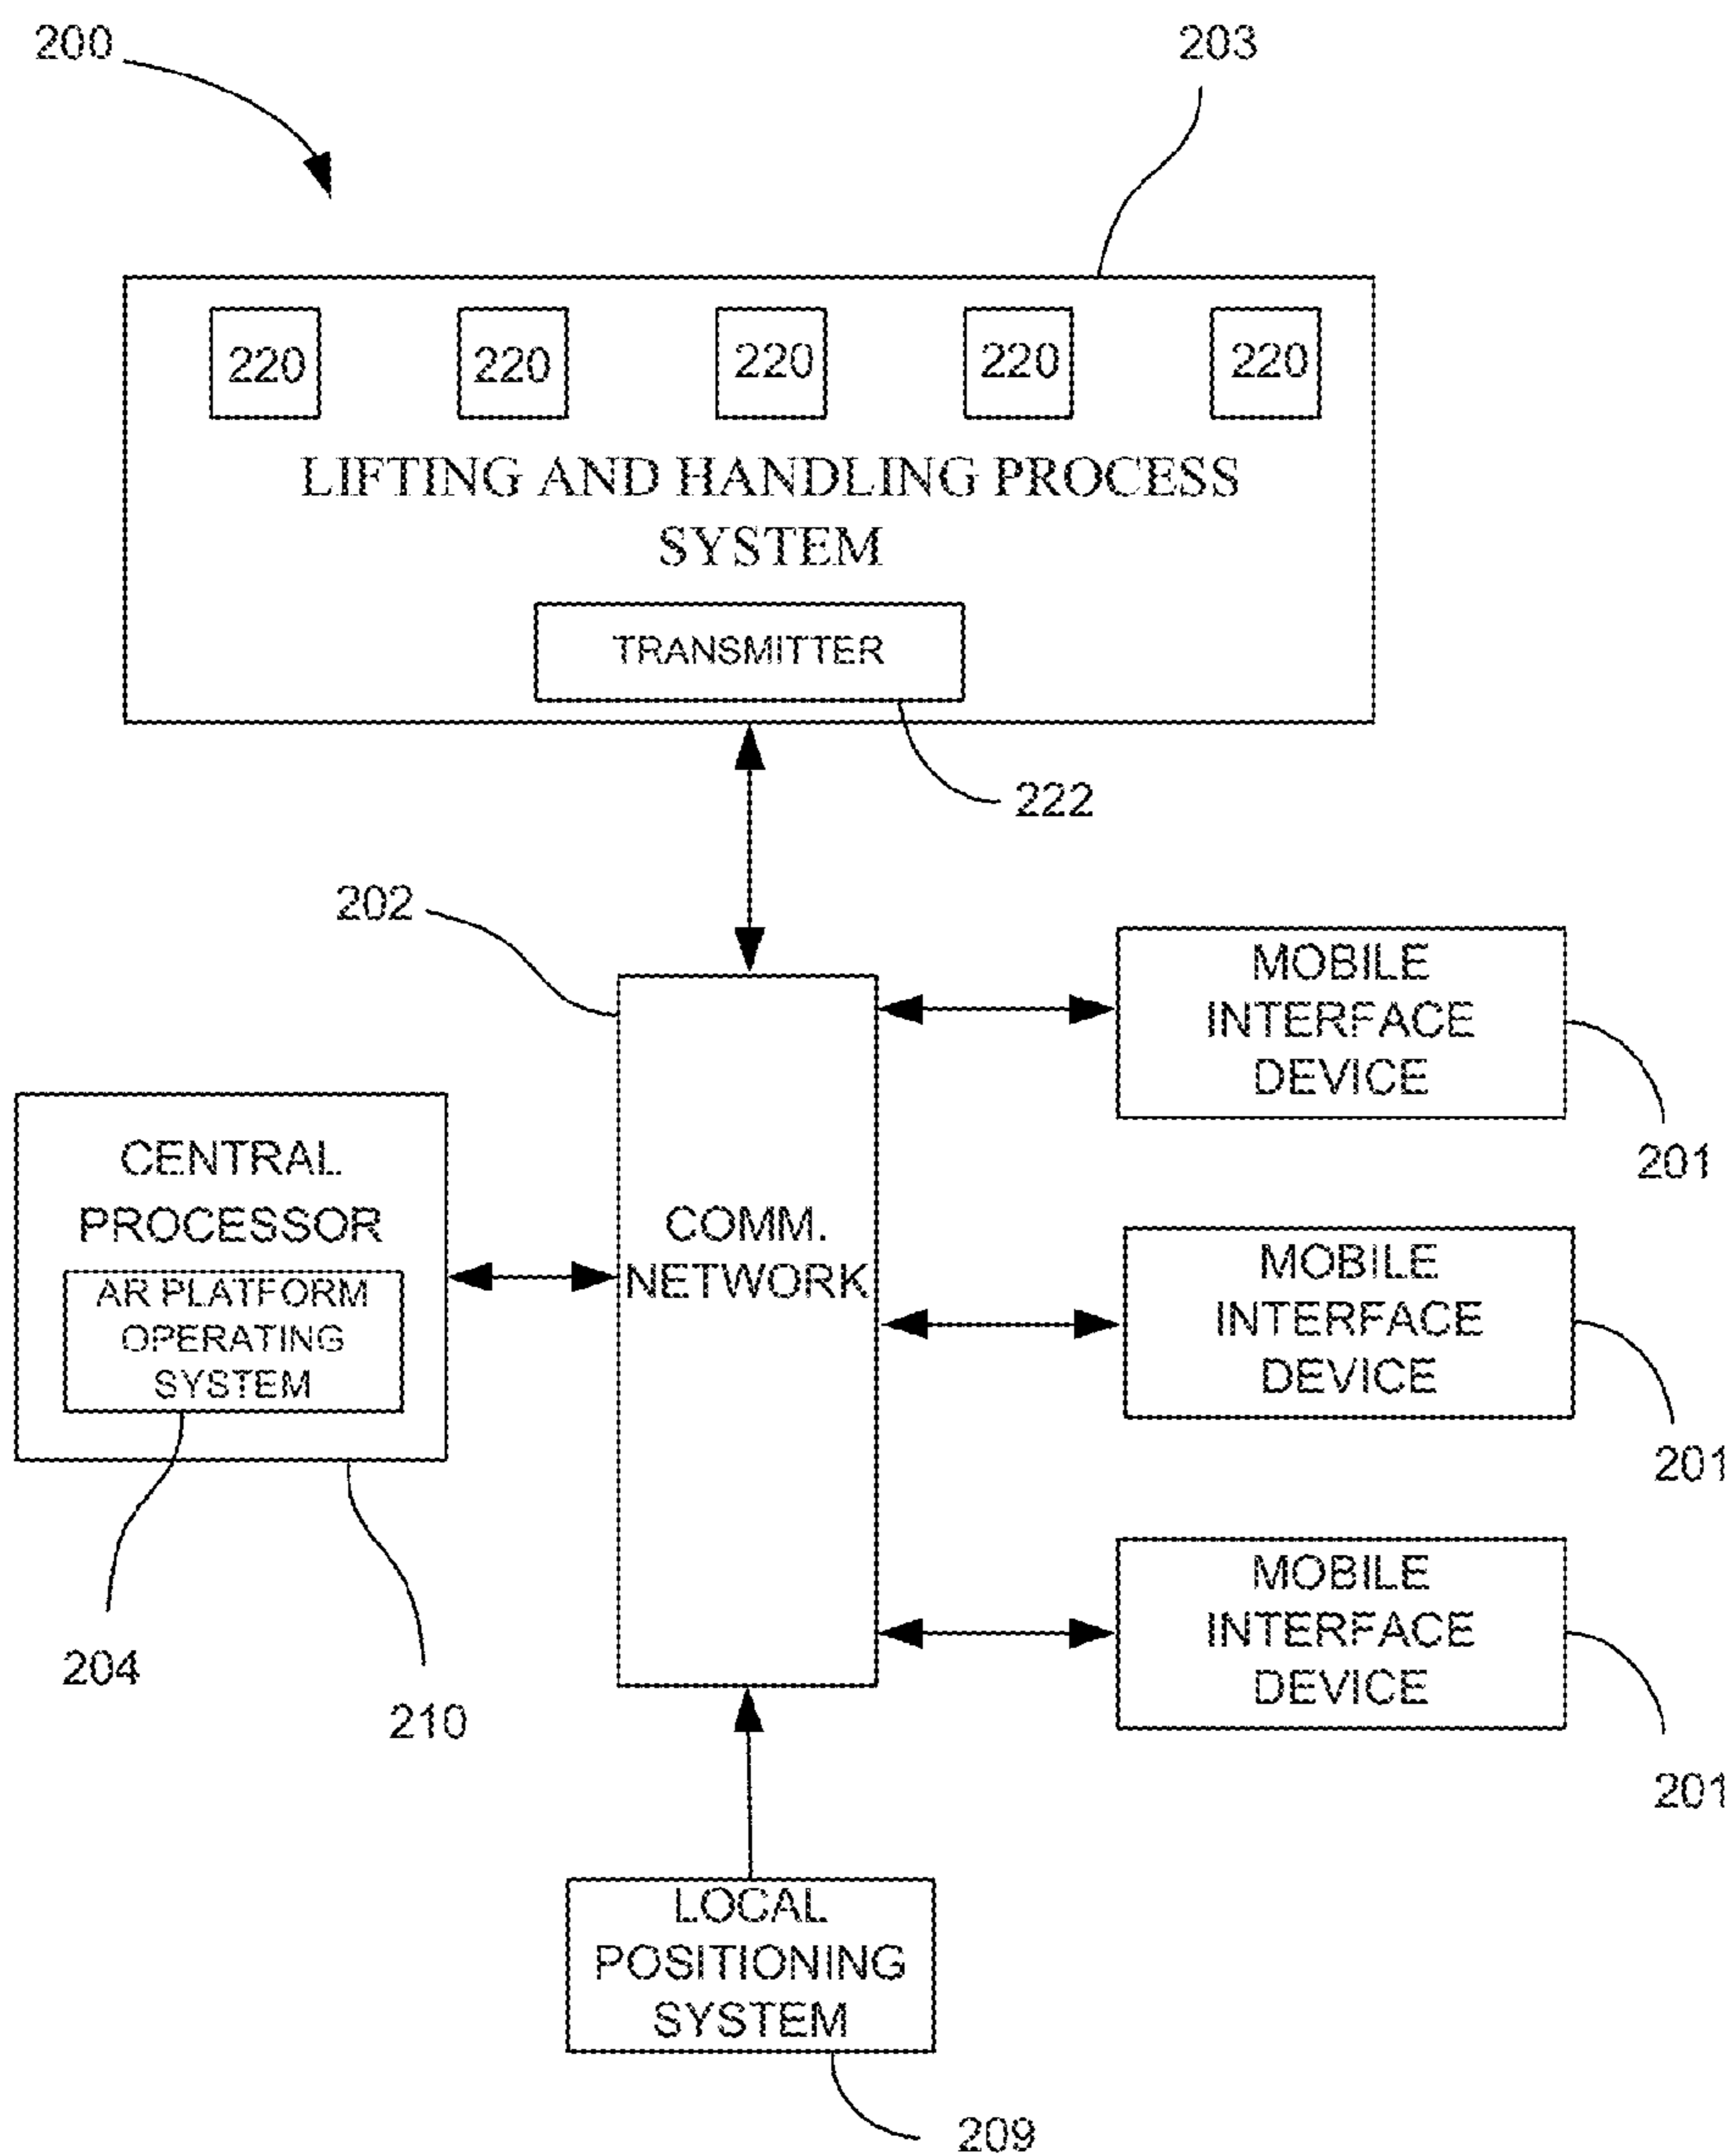 200
203
220 220 220 220 220
LIFTING AND HANDLING PROCESS
SYSTEM
TRANSMITTER
222
202
MOBILE
INTERFACE
DEVICE
201
CENTRAL
PROCESSOR
AR PLATFORM
OPERATING
SYSTEM
204
210
COMM.
NETWORK
MOBILE
INTERFACE
DEVICE
201
MOBILE
INTERFACE
DEVICE
201
LOCAL
POSITIONING
SYSTEM
209